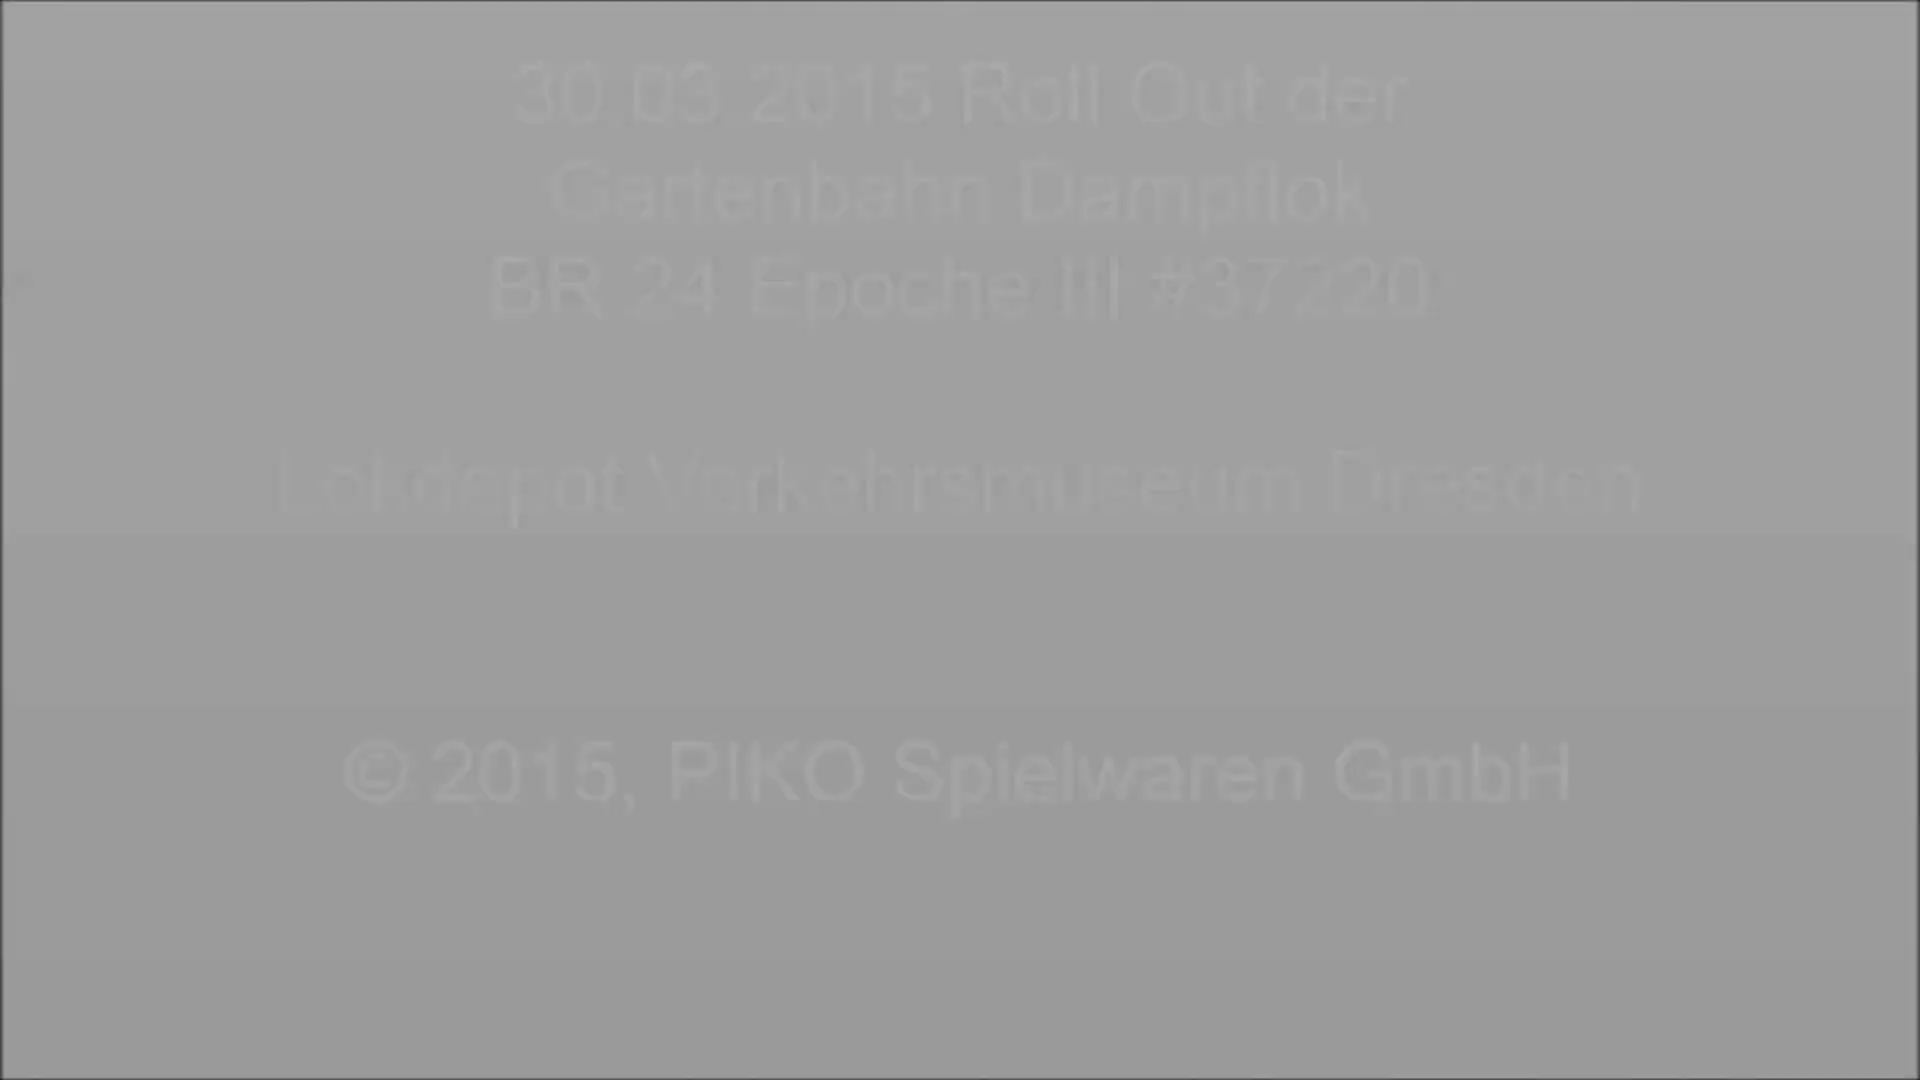 30 03 2015 Roll Out der
Gartenbahn Dampflok
BR 24 Epoche III #37220
Lokdepot Verkehrsmuseum Dresden
© 2015, PIKO Spielwaren GmbH